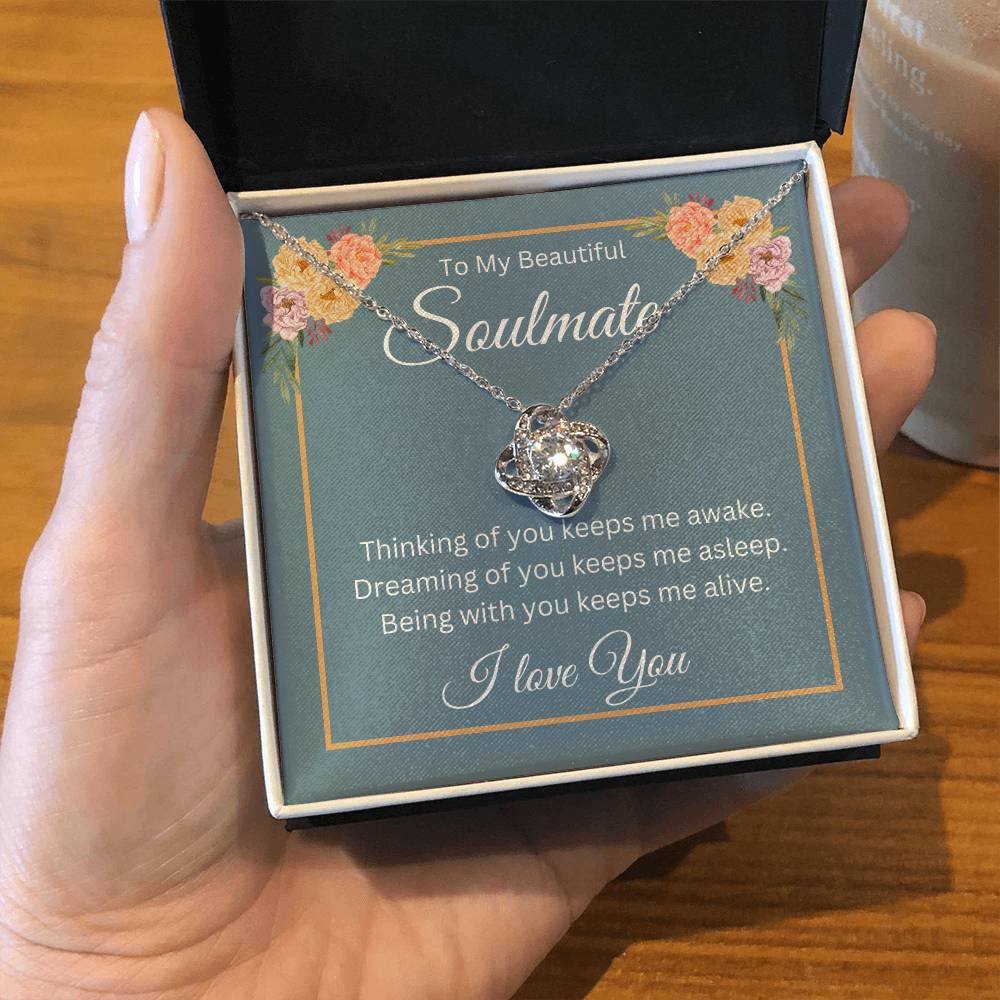 To My Beautiful
Soulmate
Thinking of you keeps me awake.
Dreaming of you keeps me asleep.
Being with you keeps me alive.
I love You